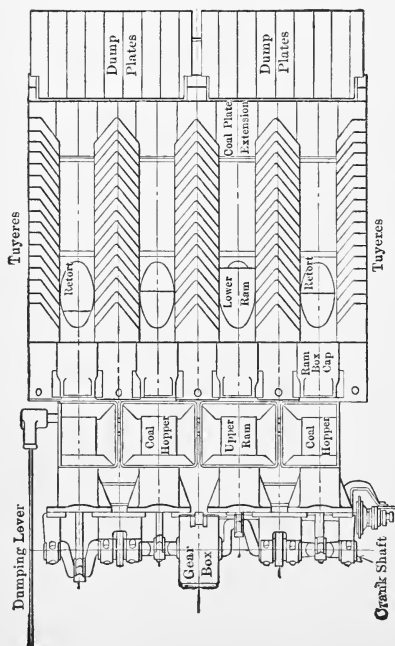 Dump
Plates
Dump
Plates
Coal Plate
Extension
Tuyeres
Tuyeres
Retort
Lower
Ram
Retort
Ram
Box
Cap
Coal
Hopper
Upper
Ram
Coal
Hopper
Dumping Lever
Gear
Box
Crank Shaft